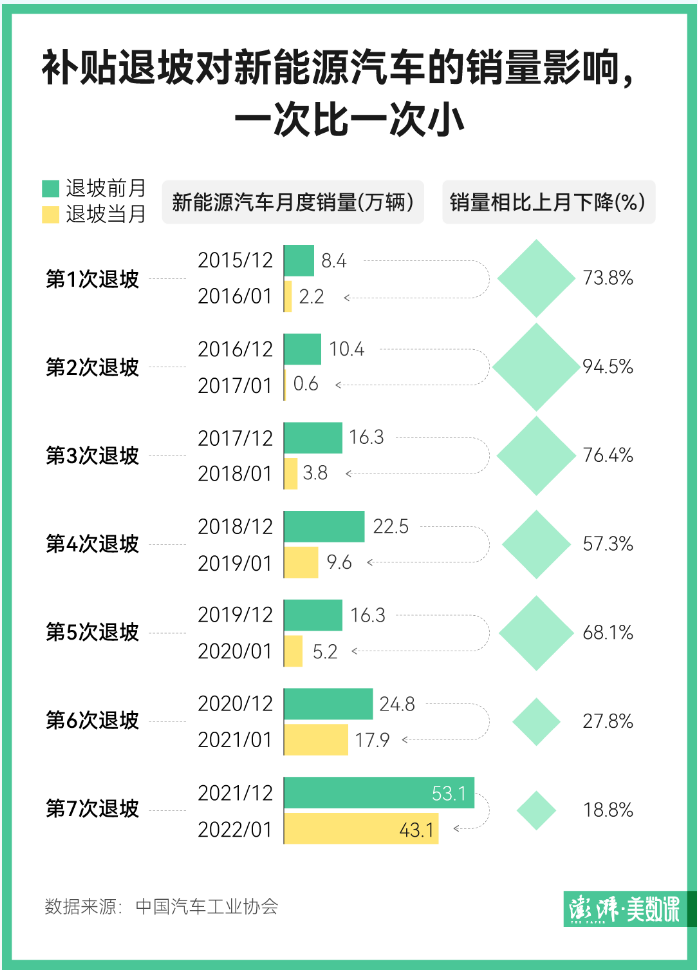 补贴退坡对新能源汽车的销量影响，
一次比一次小
退坡前月
退坡当月
新能源汽车月度销量(万辆)
销量相比上月下降(%)
第1次退坡
2015/12 8.4
2016/01 2.2
73.8%
第2次退坡
2016/12 10.4
2017/01 0.6
94.5%
第3次退坡
2017/12 16.3
2018/01 3.8
76.4%
第4次退坡
2018/12 22.5
2019/01 9.6
57.3%
第5次退坡
2019/12 16.3
2020/01 5.2
68.1%
第6次退坡
2020/12 24.8
2021/01 17.9
27.8%
第7次退坡
2021/12 53.1
2022/01 43.1
18.8%
数据来源：中国汽车工业协会
澎湃·美数课
THE PAPER